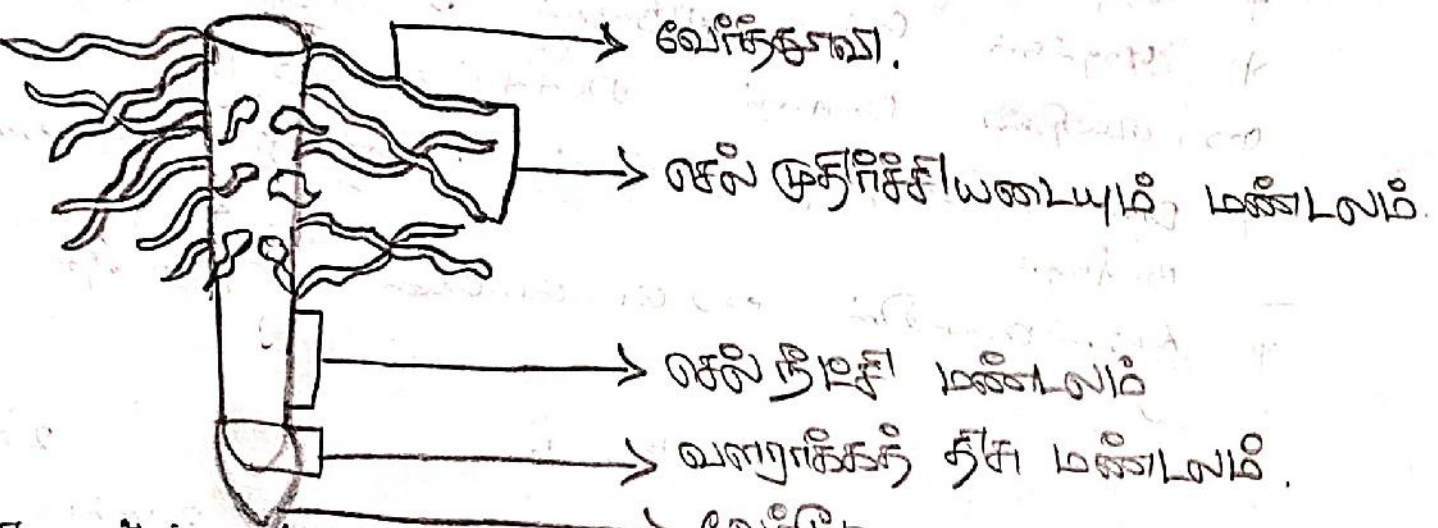 வேர்த்தூவி.
செல் முதிர்ச்சியடையும் மண்டலம்
செல் நீட்சி மண்டலம்
வளராக்கத் திசு மண்டலம்.